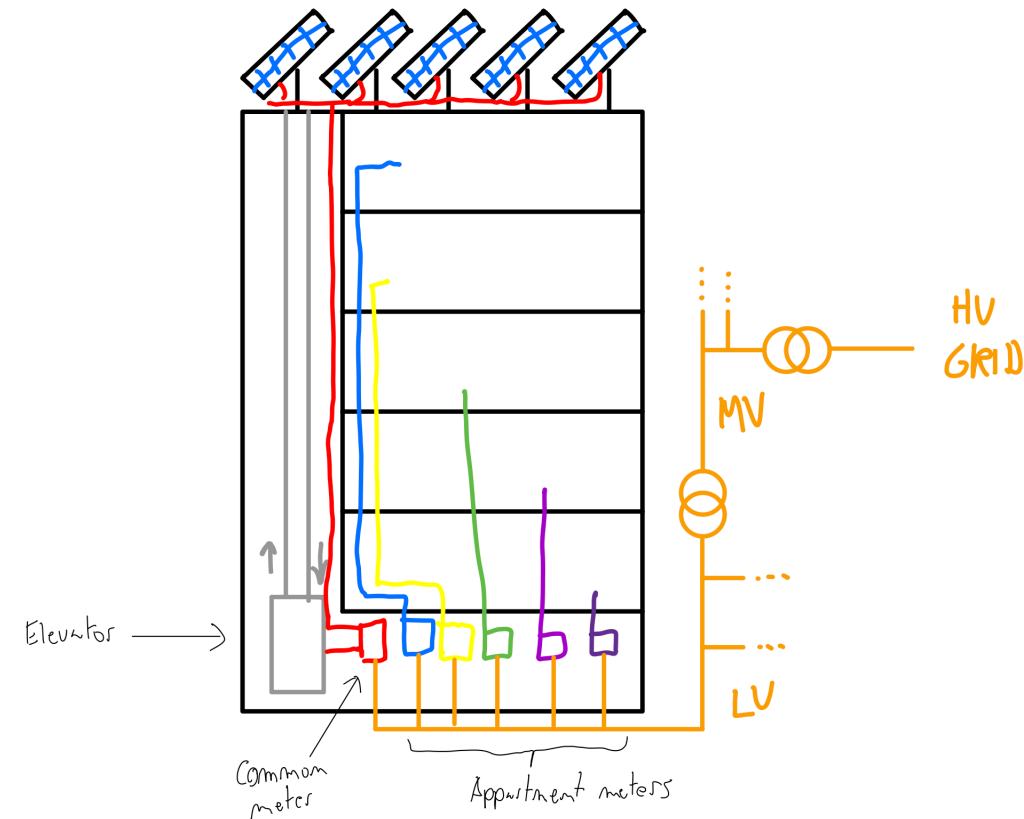 HV
GRID
MV
Elevator
LV
Common
meter
Appartment meters